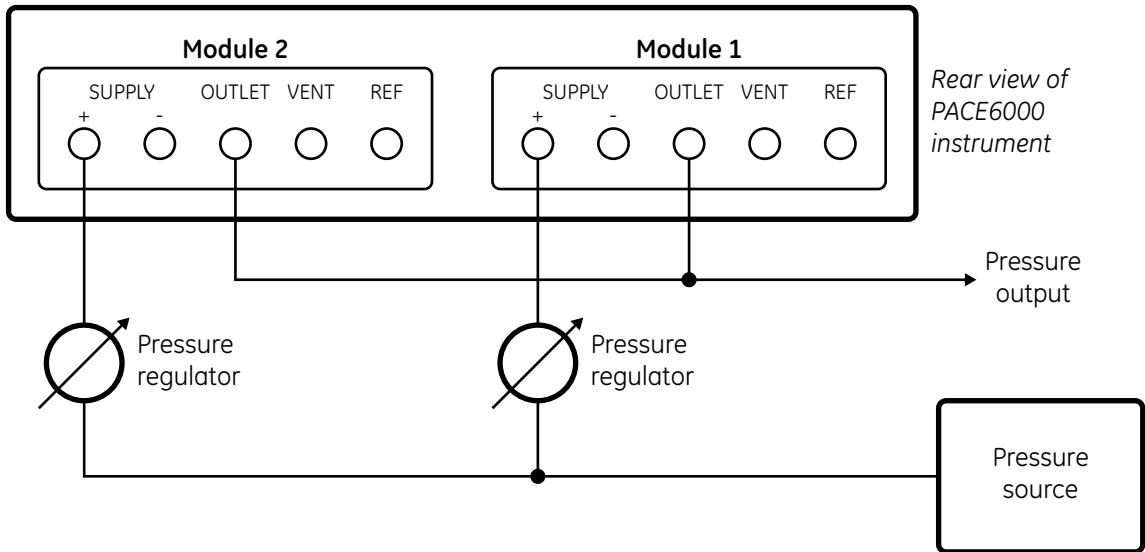 Module 2
Module 1
SUPPLY OUTLET VENT REF
+ -
SUPPLY OUTLET VENT REF
+ -
Rear view of
PACE6000
instrument
Pressure
output
Pressure
regulator
Pressure
regulator
Pressure
source